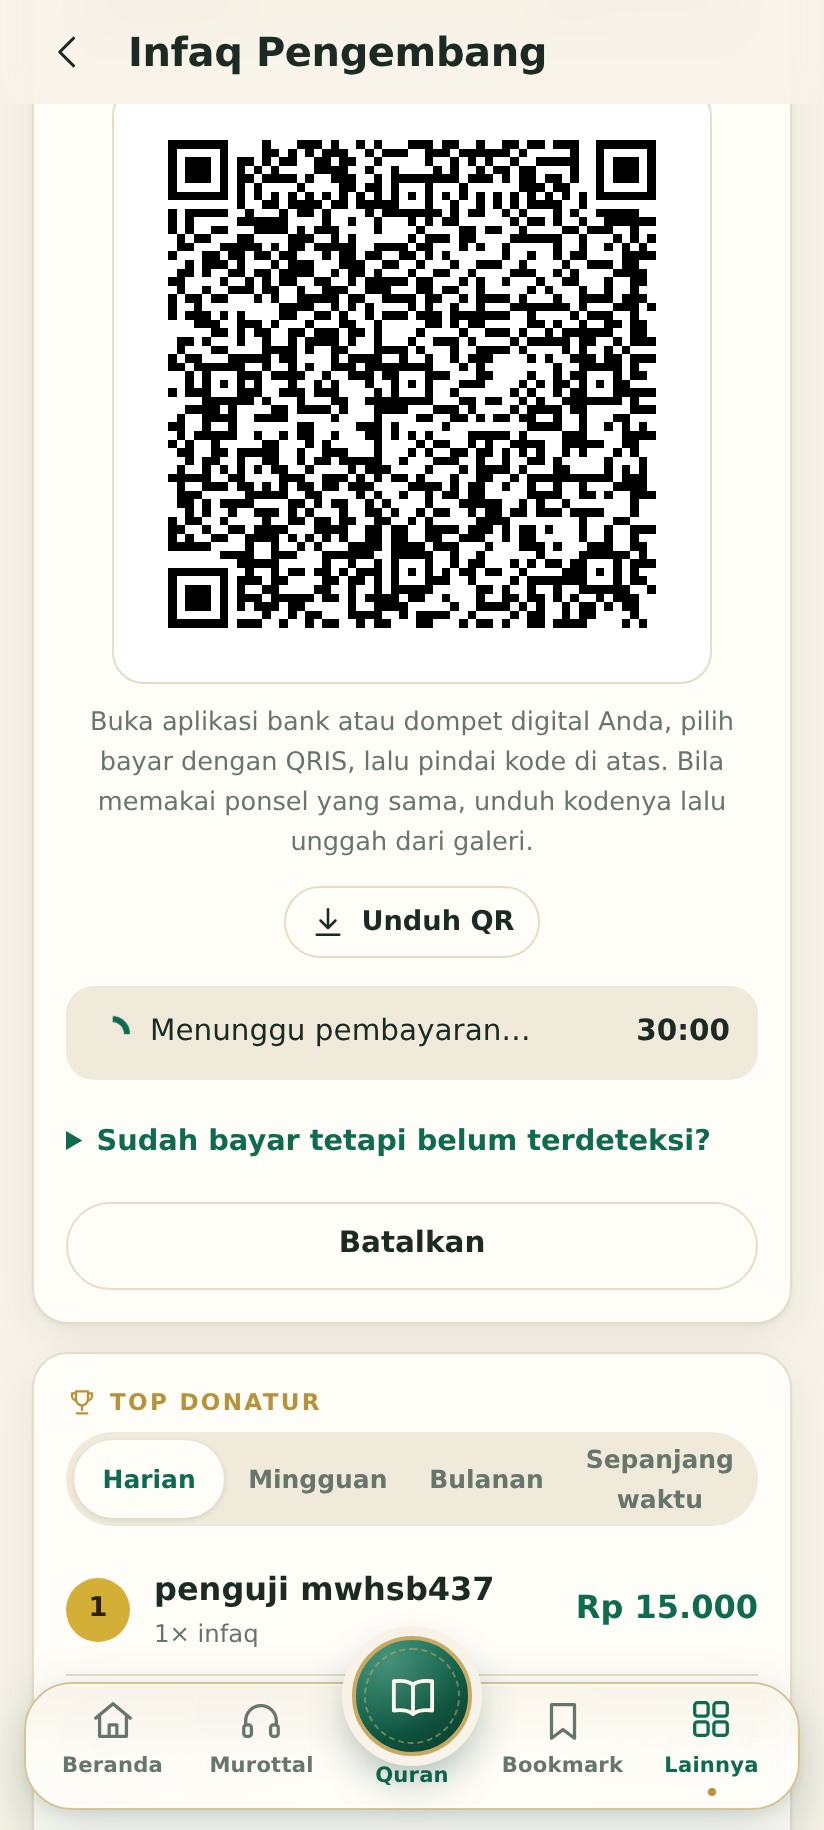 Infaq Pengembang
Buka aplikasi bank atau dompet digital Anda, pilih
bayar dengan QRIS, lalu pindai kode di atas. Bila
memakai ponsel yang sama, unduh kodenya lalu
unggah dari galeri.
Unduh QR
Menunggu pembayaran... 30:00
Sudah bayar tetapi belum terdeteksi?
Batalkan
TOP DONATUR
Harian Mingguan Bulanan Sepanjang
waktu
1 penguji mwhsb437 Rp 15.000
1× infaq
Beranda Murottal Quran Bookmark Lainnya